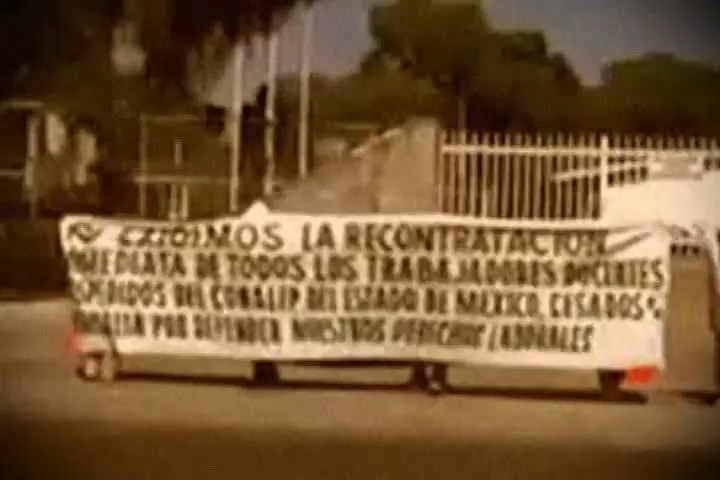 EXIGIMOS LA RECONTRATACION
INMEDIATA DE TODOS LOS TRABAJADORES DOCENTES
DESPEDIDOS DEL CONALEP DEL ESTADO DE MEXICO, CESADOS
POR DEFENDER NUESTROS DERECHOS LABORALES